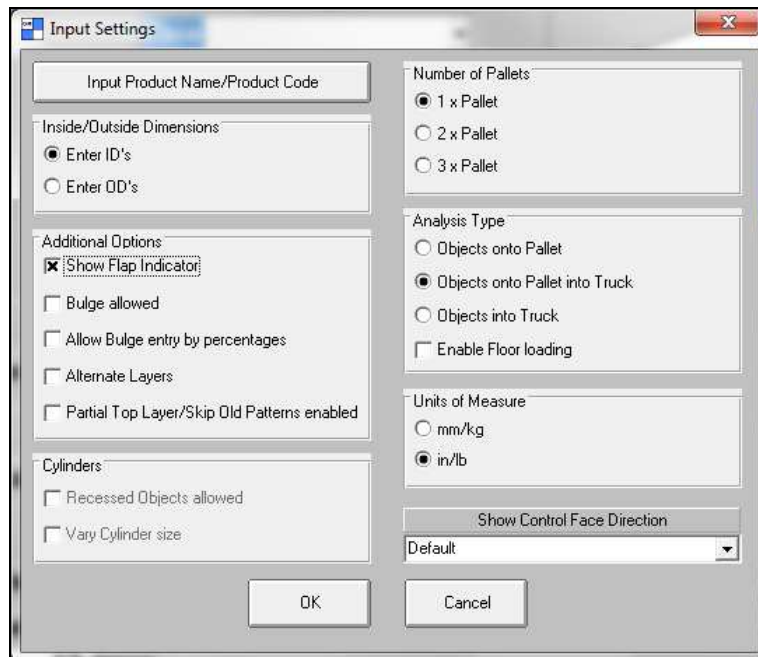 Input Settings
Input Product Name/Product Code
Inside/Outside Dimensions
Enter ID's
Enter OD's
Additional Options
Show Flap Indicator
Bulge allowed
Allow Bulge entry by percentages
Alternate Layers
Partial Top Layer/Skip Old Patterns enabled
Cylinders
Recessed Objects allowed
Vary Cylinder size
Number of Pallets
1 x Pallet
2 x Pallet
3 x Pallet
Analysis Type
Objects onto Pallet
Objects onto Pallet into Truck
Objects into Truck
Enable Floor loading
Units of Measure
mm/kg
in/lb
Show Control Face Direction
Default
OK
Cancel